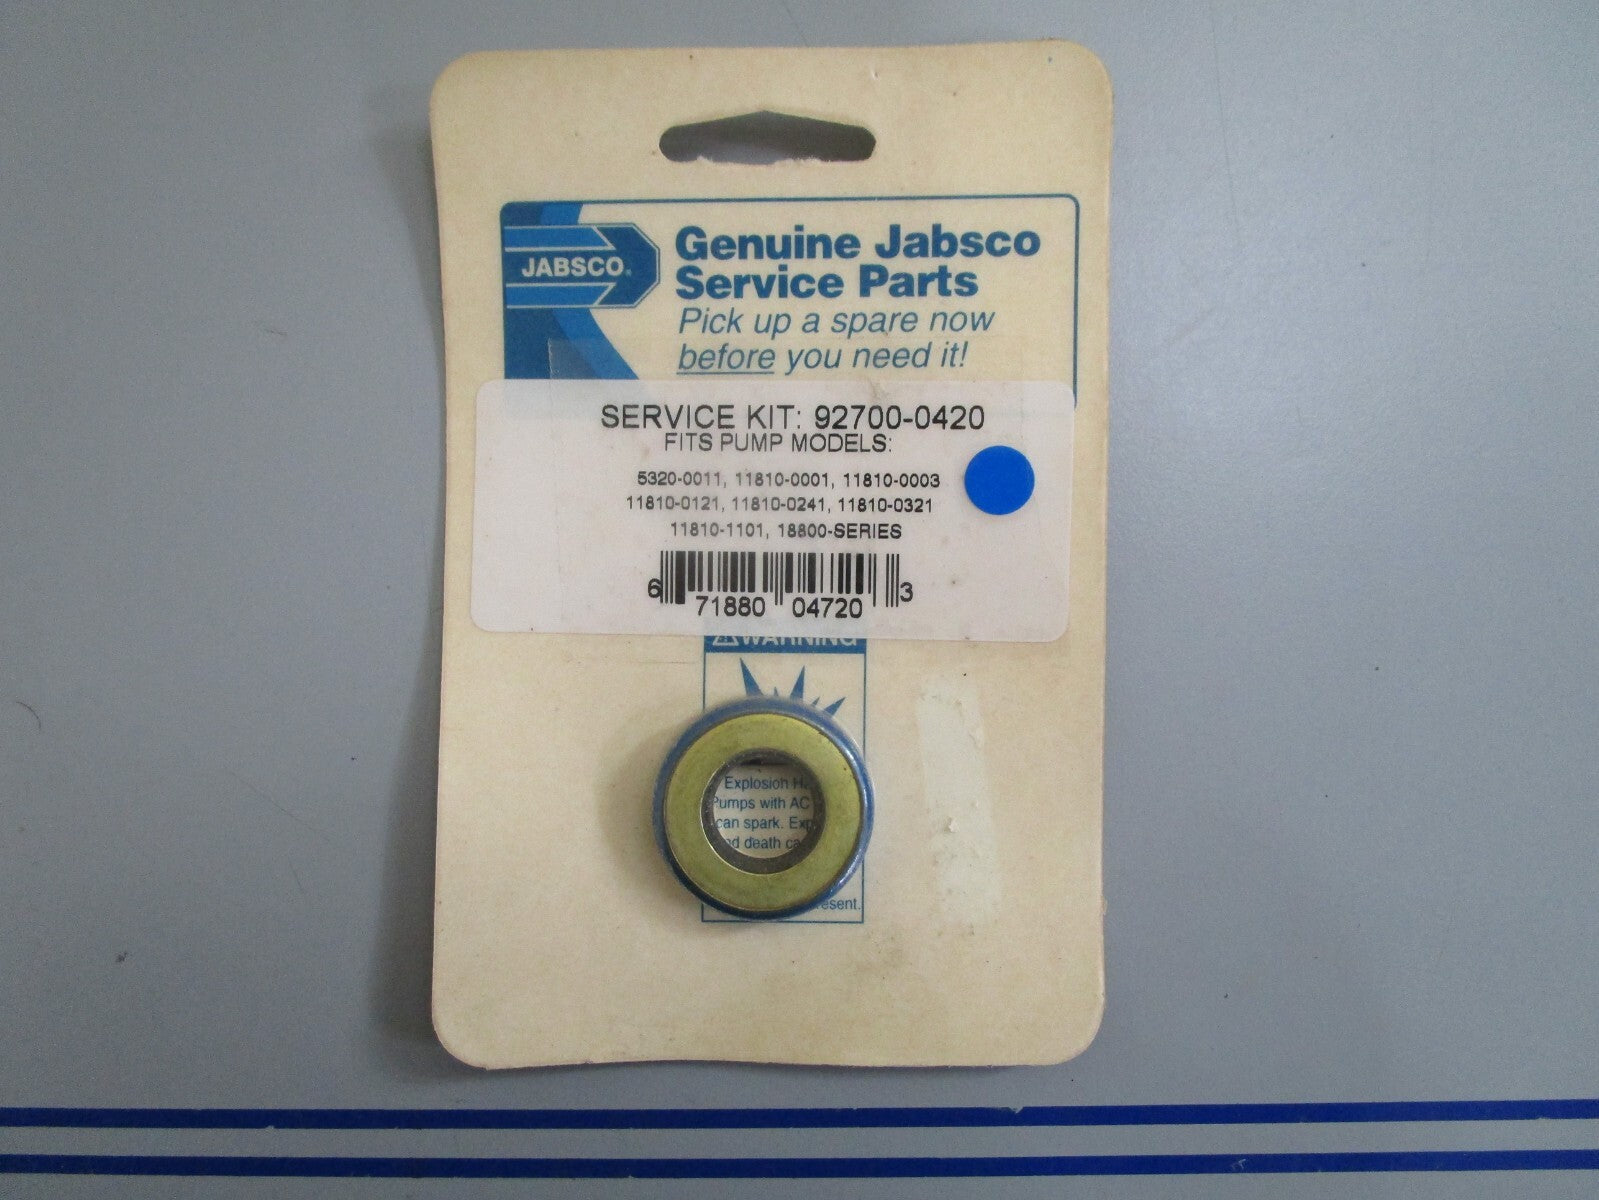 JABSCO
Genuine Jabsco
Service Parts
Pick up a spare now
before you need it!
SERVICE KIT: 92700-0420
FITS PUMP MODELS:
5320-0011, 11810-0001, 11810-0003
11810-0121, 11810-0241, 11810-0321
11810-1101, 18800-SERIES
6 71880 04720 3
WARNING
Explosion
Pumps with AC
can spark.
death